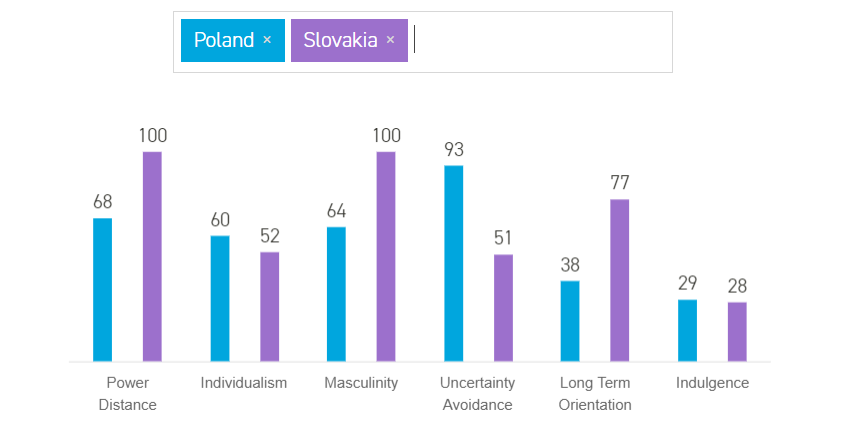 Poland × Slovakia ×
100 100
93
68 77
60 64
52 51
38
29 28
Power Individualism Masculinity Uncertainty Long Term Indulgence
Distance Avoidance Orientation